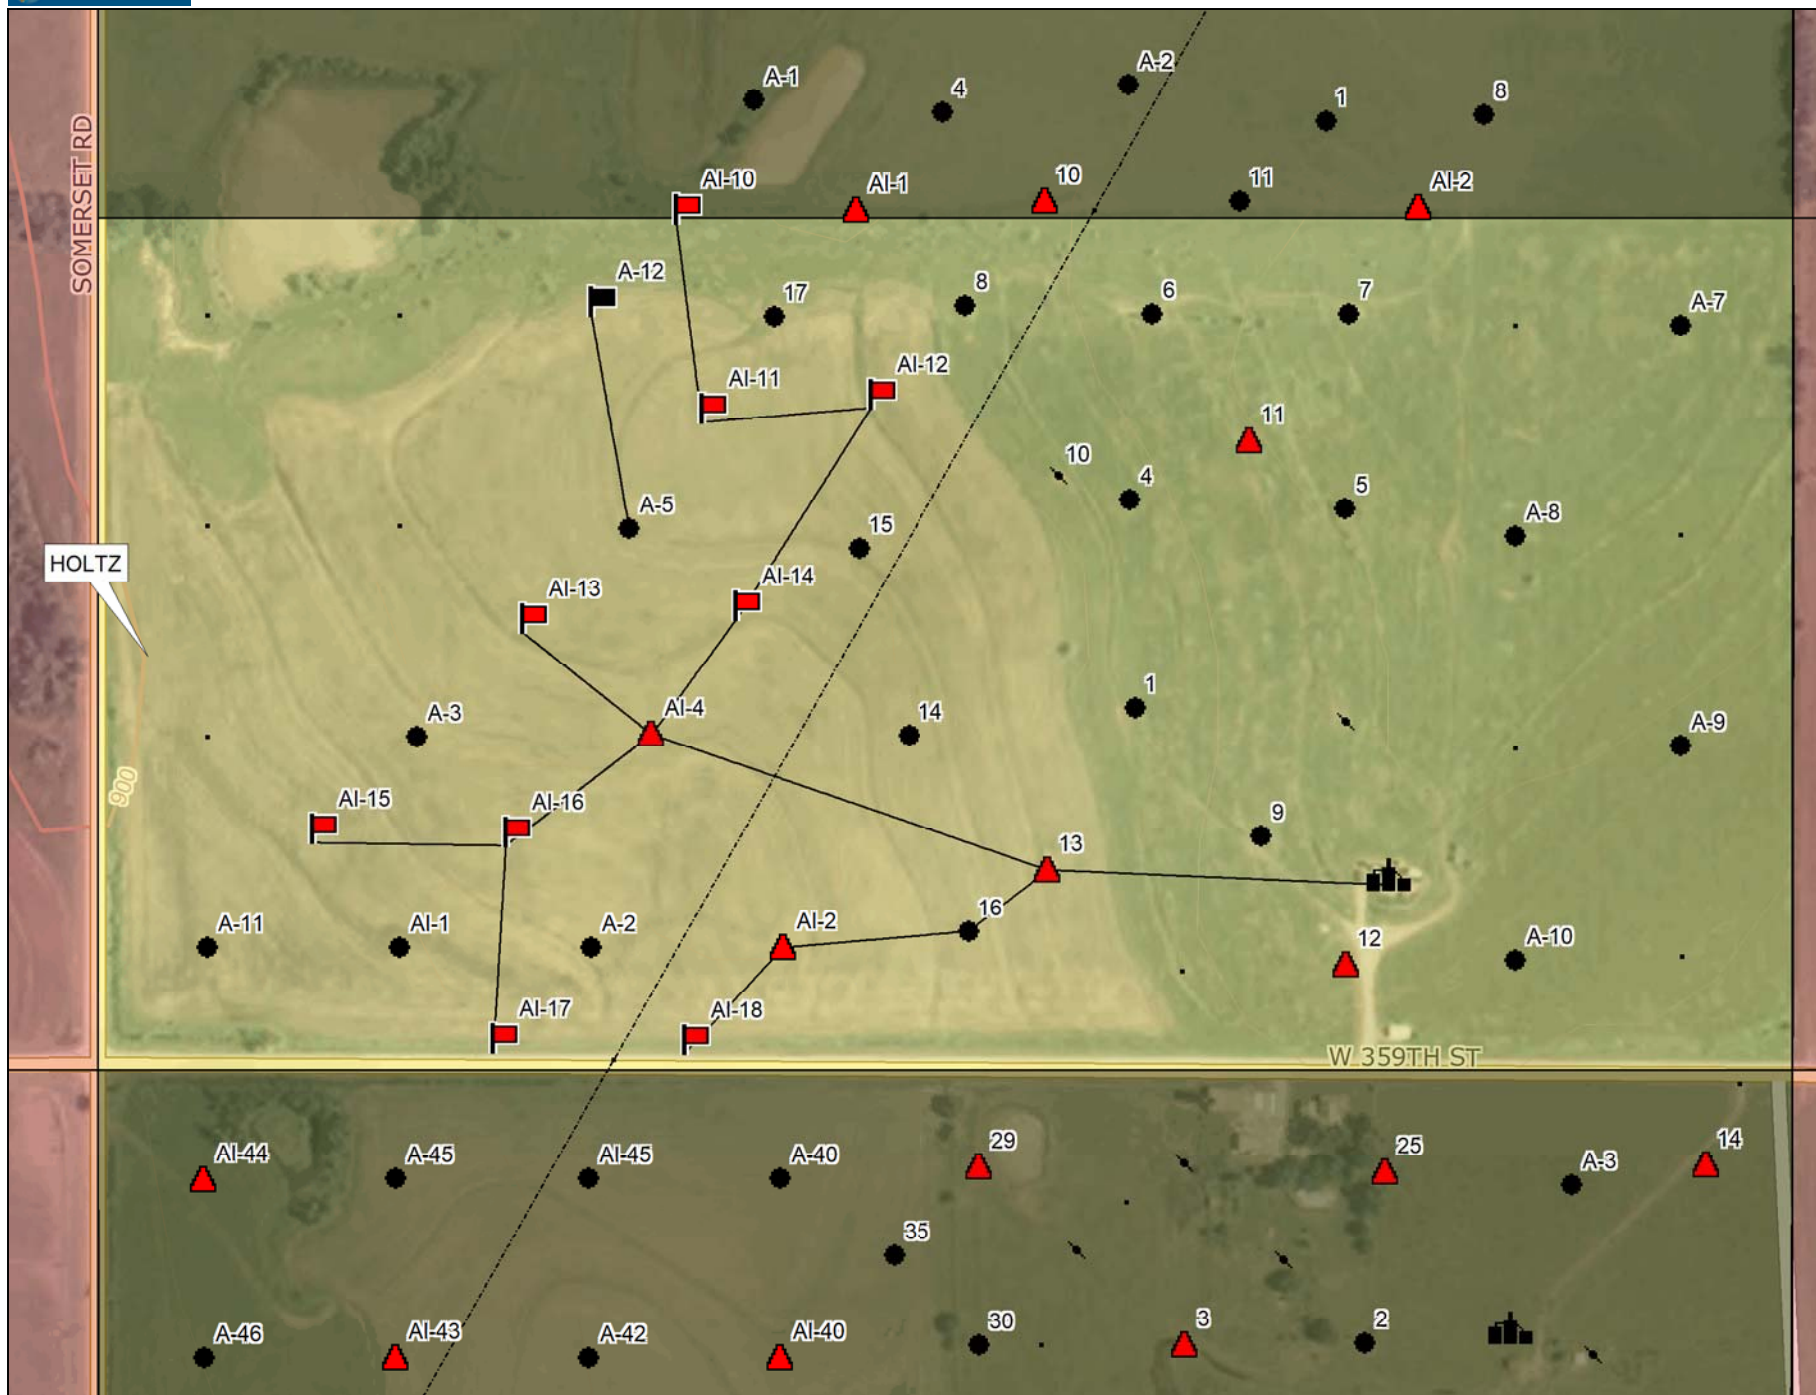 A-1
4
A-2
1
8
SOMERSET RD
AI-10
AI-1
10
11
AI-2
A-12
17
8
6
7
A-7
AI-11
AI-12
11
10
4
5
A-8
A-5
15
HOLTZ
AI-13
AI-14
A-3
AI-4
14
1
A-9
900
AI-15
AI-16
13
9
A-11
AI-1
A-2
AI-2
16
12
A-10
AI-17
AI-18
W 359TH ST
AI-44
A-45
AI-45
A-40
29
25
A-3
14
35
A-46
AI-43
A-42
AI-40
30
3
2